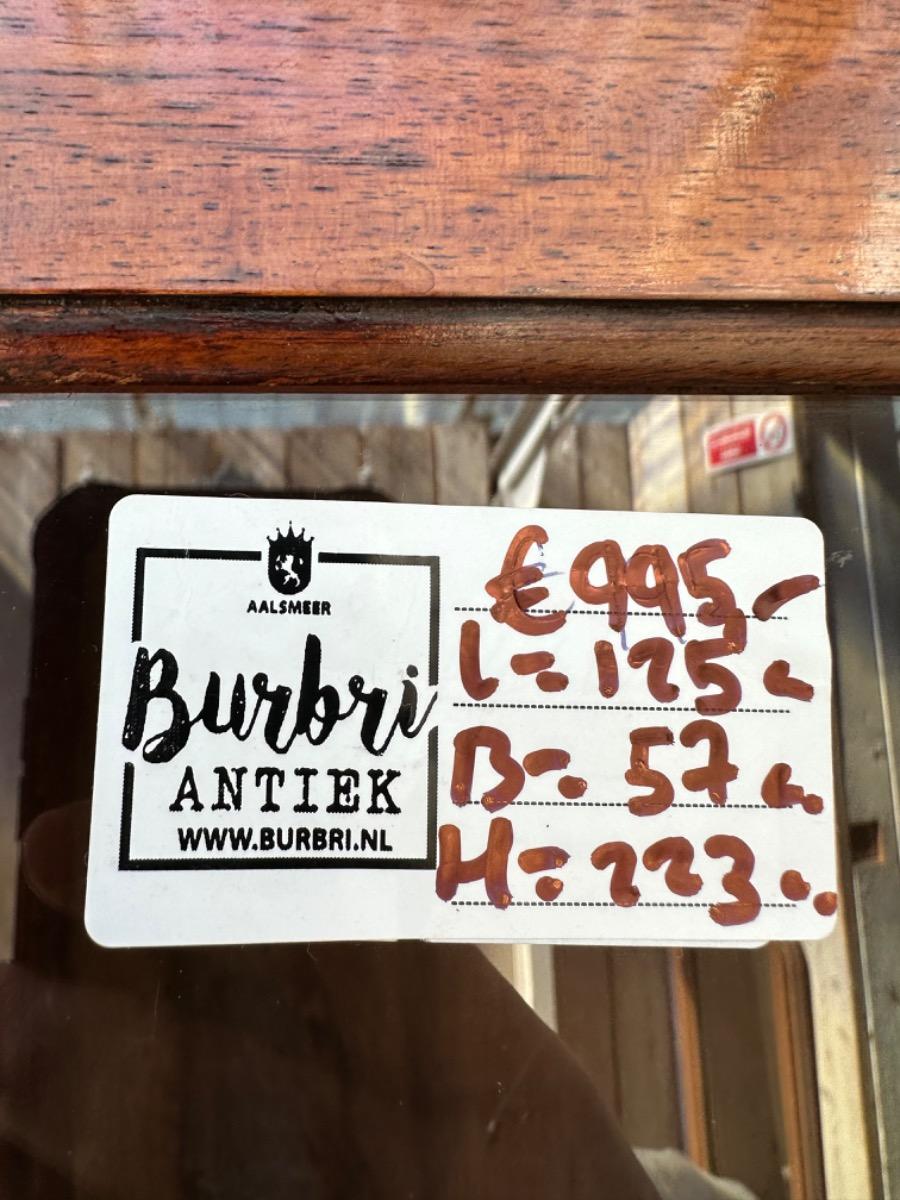 AALSMEER
Burbri
ANTIEK
WWW.BURBRI.NL
€995,-
l= 125
B= 57
H= 223